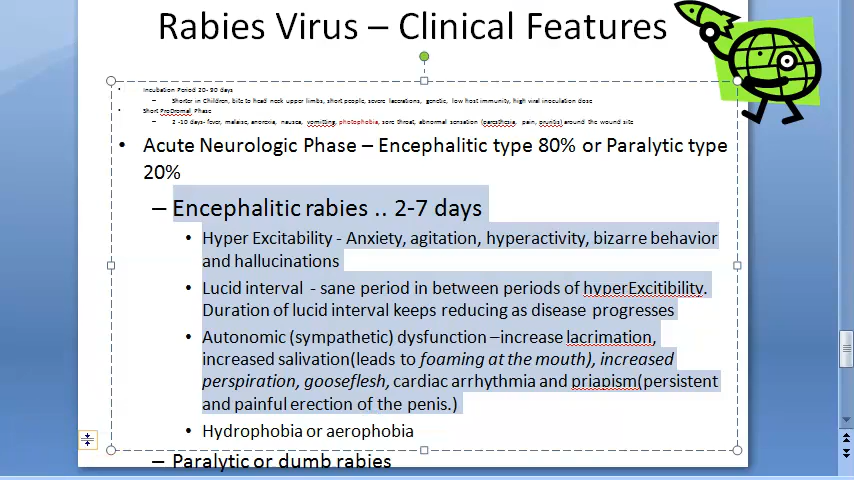 Rabies Virus – Clinical Features
• Incubation Period 20- 90 days
– Shorter in Children, bite to head neck upper limbs, short people, severe lacerations, genetic, low host immunity, high viral inoculation dose
• Short ProDromal Phase
– 2 -10 days- fever, malaise, anorexia, nausea, vomitting, photophobia, sore throat, abnormal sensation (paresthesia, pain, pruritis) around the wound site
• Acute Neurologic Phase – Encephalitic type 80% or Paralytic type
20%
– Encephalitic rabies .. 2-7 days
• Hyper Excitability - Anxiety, agitation, hyperactivity, bizarre behavior
and hallucinations
• Lucid interval - sane period in between periods of hyperExcitibility.
Duration of lucid interval keeps reducing as disease progresses
• Autonomic (sympathetic) dysfunction –increase lacrimation,
increased salivation(leads to foaming at the mouth), increased
perspiration, gooseflesh, cardiac arrhythmia and priapism(persistent
and painful erection of the penis.)
• Hydrophobia or aerophobia
– Paralytic or dumb rabies